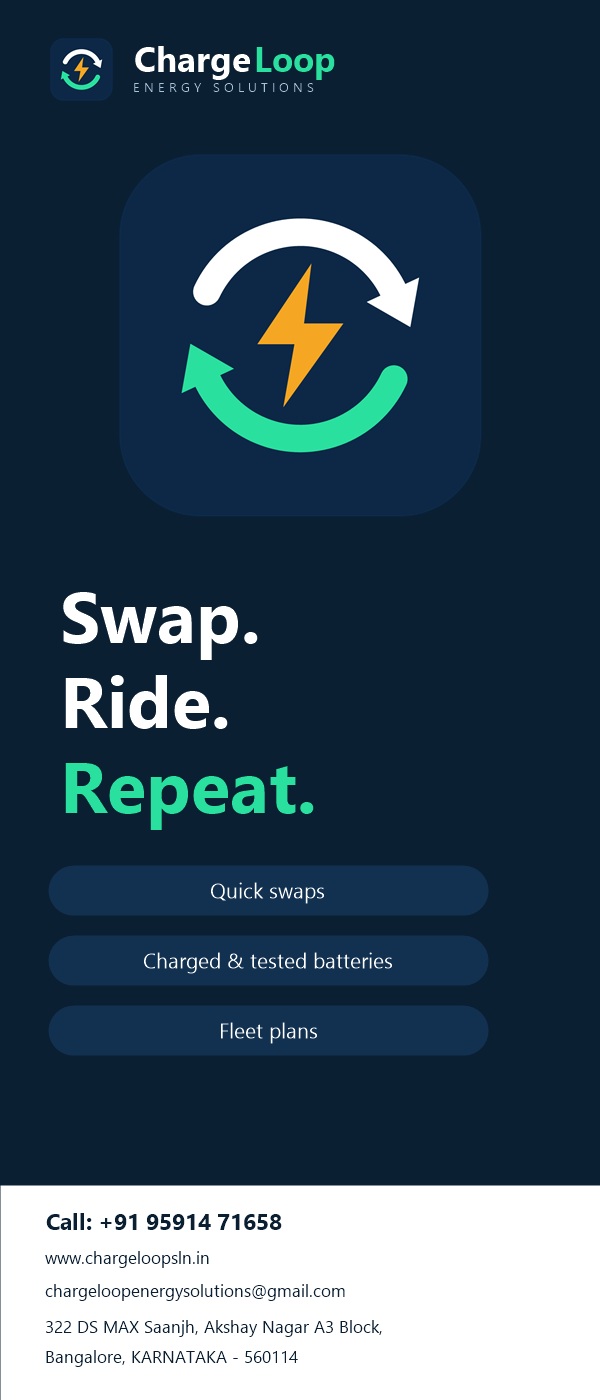 ChargeLoop
ENERGY SOLUTIONS
Swap.
Ride.
Repeat.
Quick swaps
Charged & tested batteries
Fleet plans
Call: +91 95914 71658
www.chargeloopsln.in
chargeloopenergysolutions@gmail.com
322 DS MAX Saanjh, Akshay Nagar A3 Block,
Bangalore, KARNATAKA - 560114